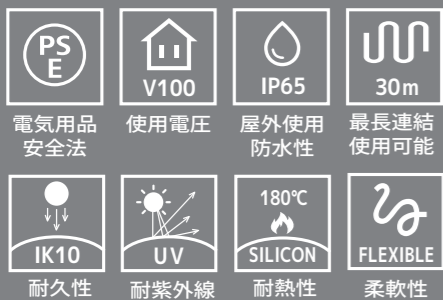 PS
E
V100
IP65
30m
電気用品
安全法
使用電圧
屋外使用
防水性
最長連結
使用可能
IK10
UV
180℃
SILICON
FLEXIBLE
耐久性
耐紫外線
耐熱性
柔軟性